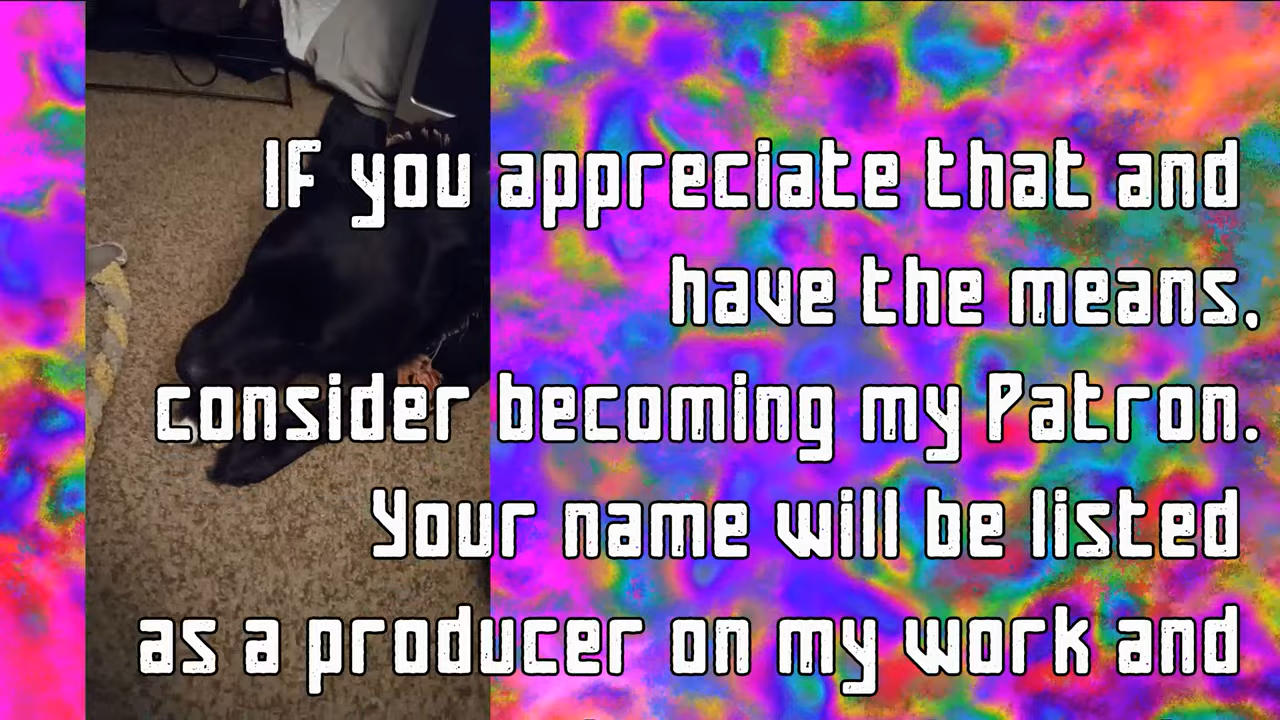 If you appreciate that and
have the means,
consider becoming my Patron.
Your name will be listed
as a producer on my work and